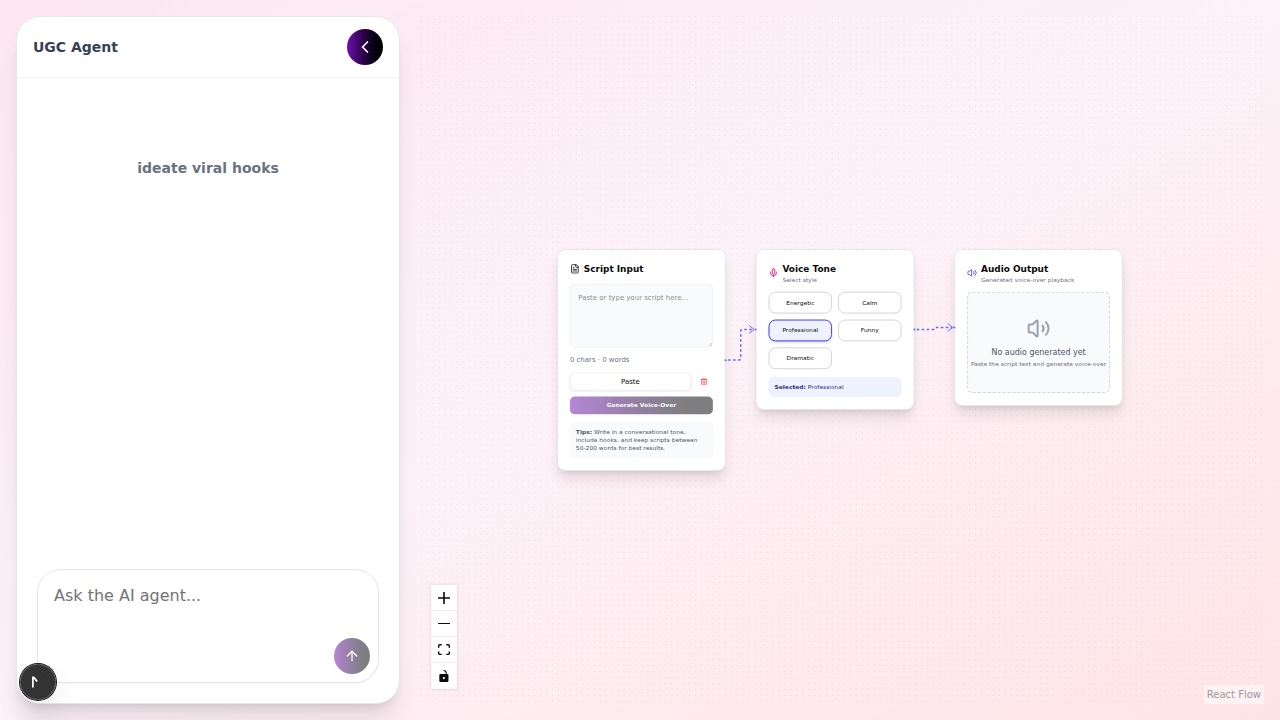 UGC Agent
ideate viral hooks
Ask the AI agent...
Script Input
Paste or type your script here...
0 chars · 0 words
Paste
Generate Voice-Over
Tips: Write in a conversational tone,
include hooks, and keep scripts between
50-200 words for best results.
Voice Tone
Select style
Energetic
Calm
Professional
Funny
Dramatic
Selected: Professional
Audio Output
Generated voice-over playback
No audio generated yet
Paste the script text and generate voice-over
React Flow